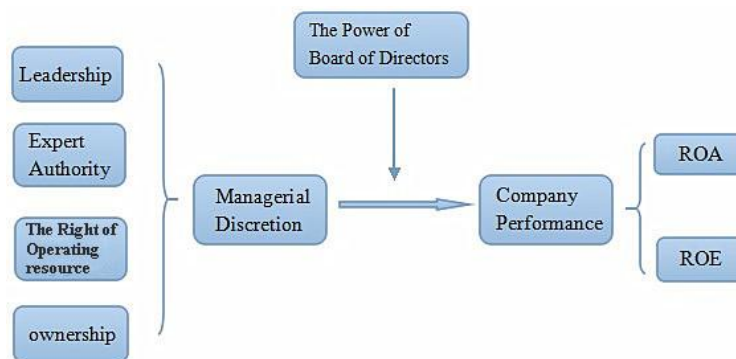 The Power of
Board of Directors
Leadership
Expert
Authority
The Right of
Operating
resource
ownership
Managerial
Discretion
Company
Performance
ROA
ROE